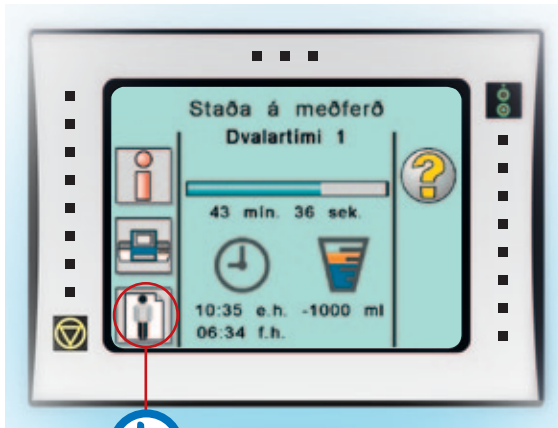 Staða á meðferð
Dvalartími 1
43 mín. 36 sek.
10:35 e.h. -1000 ml
06:34 f.h.